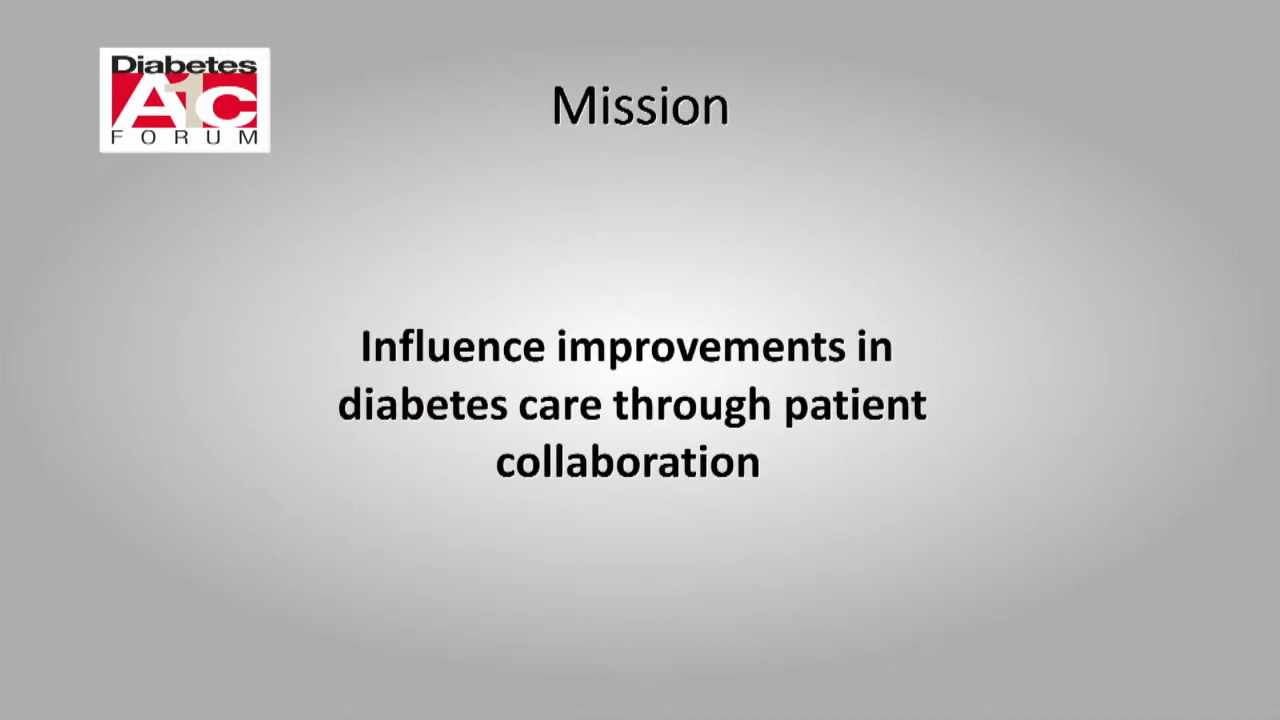 Diabetes
A1c
FORUM
Mission
Influence improvements in
diabetes care through patient
collaboration